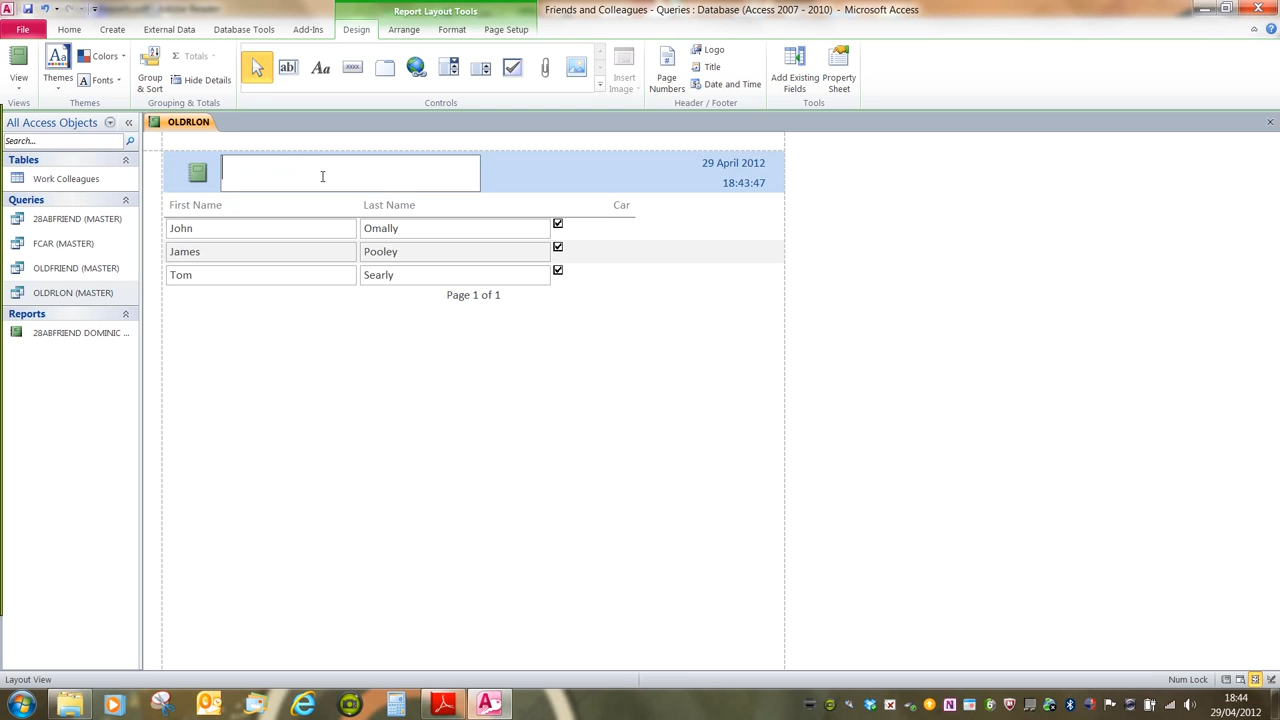 Report Layout Tools
Friends and Colleagues - Queries : Database (Access 2007 - 2010) - Microsoft Access
File Home Create External Data Database Tools Add-Ins Design Arrange Format Page Setup
View
Views
Themes
Colors
Fonts
Themes
Group & Sort
Totals
Hide Details
Grouping & Totals
ab|
Aa
xxxx
Controls
Insert Image
Page Numbers
Logo
Title
Date and Time
Header / Footer
Add Existing Fields
Property Sheet
Tools
All Access Objects
Search...
Tables
Work Colleagues
Queries
28ABFRIEND (MASTER)
FCAR (MASTER)
OLDFRIEND (MASTER)
OLDRLON (MASTER)
Reports
28ABFRIEND DOMINIC ...
OLDRLON
29 April 2012
18:43:47
First Name Last Name Car
John Omally
James Pooley
Tom Searly
Page 1 of 1
Layout View
Num Lock
18:44
29/04/2012